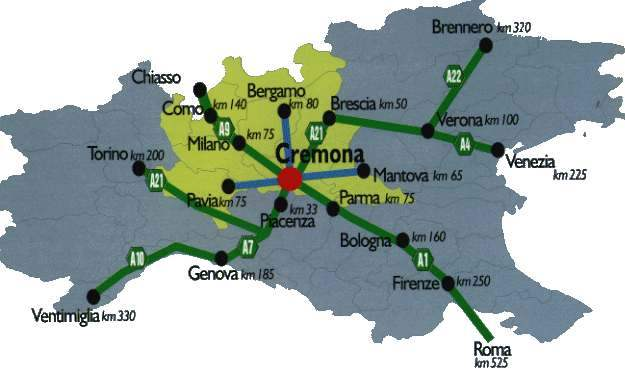 Brennero km 320
A22
Chiasso
Bergamo
km 80
Como km 140
Brescia km 50
A9
A21
Verona km 100
A4
Milano km 75
Torino km 200
Cremona
Venezia
km 225
A21
Mantova km 65
Pavia km 75
Parma km 75
km 33
Piacenza
Bologna km 160
A7
A10
A1
Genova km 185
Firenze km 250
Ventimiglia km 330
Roma
km 525